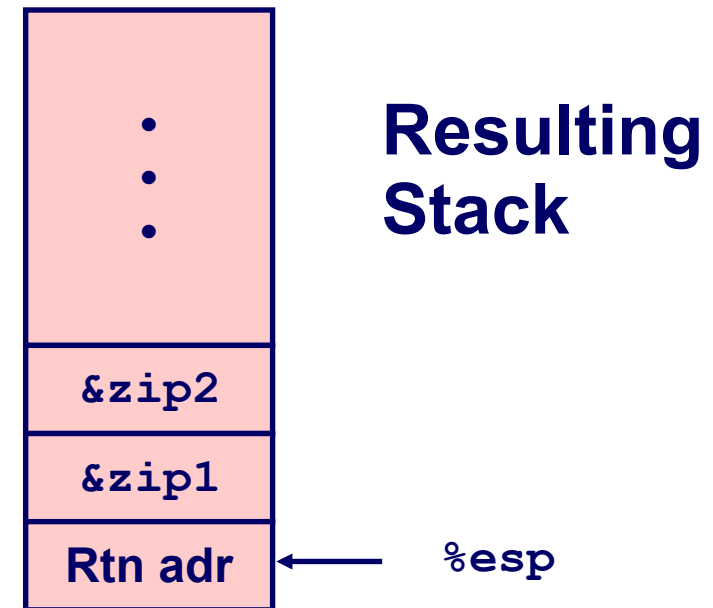 Resulting
Stack
&zip2
&zip1
Rtn adr
%esp